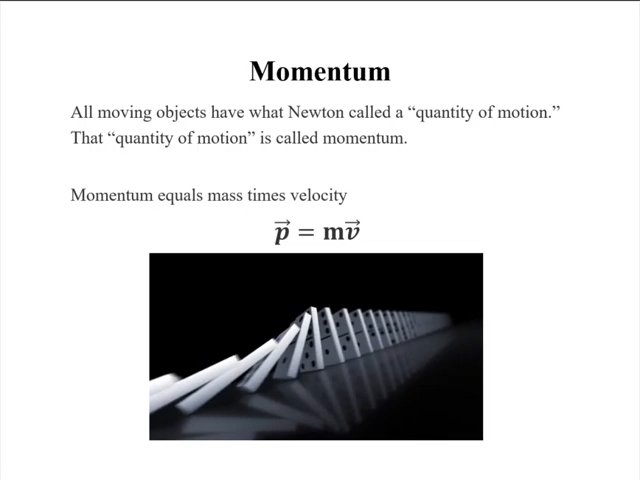 Momentum
All moving objects have what Newton called a “quantity of motion.”
That “quantity of motion” is called momentum.
Momentum equals mass times velocity
p⃗ = mv⃗